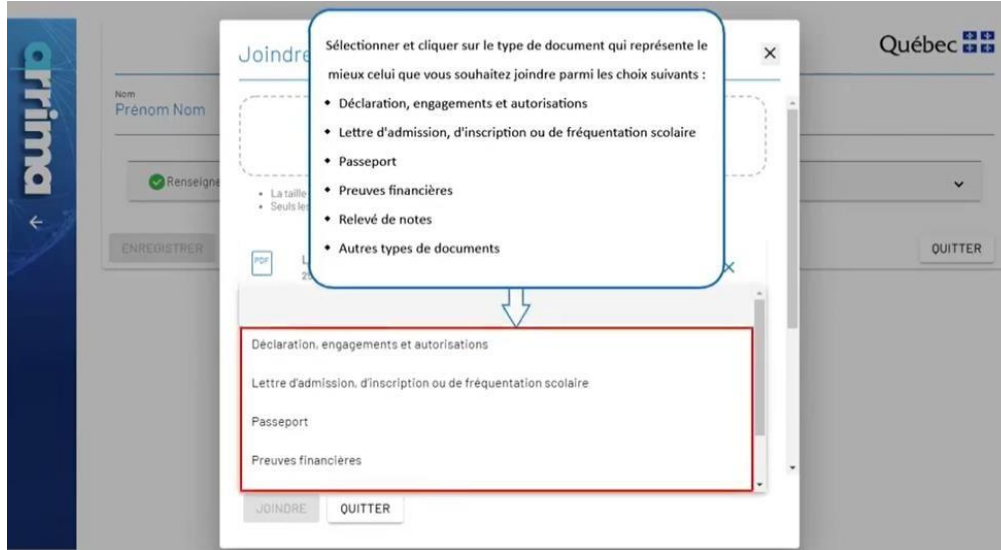 arrima
Québec
Joindre
Sélectionner et cliquer sur le type de document qui représente le
mieux celui que vous souhaitez joindre parmi les choix suivants :
• Déclaration, engagements et autorisations
• Lettre d'admission, d'inscription ou de fréquentation scolaire
• Passeport
• Preuves financières
• Relevé de notes
• Autres types de documents
Nom
Prénom Nom
Renseigne
• La taille
• Seuls les
ENREGISTRER
QUITTER
PDF
Déclaration, engagements et autorisations
Lettre d'admission, d'inscription ou de fréquentation scolaire
Passeport
Preuves financières
JOINDRE
QUITTER